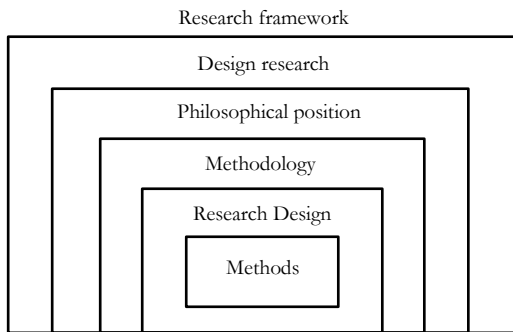 Research framework
Design research
Philosophical position
Methodology
Research Design
Methods